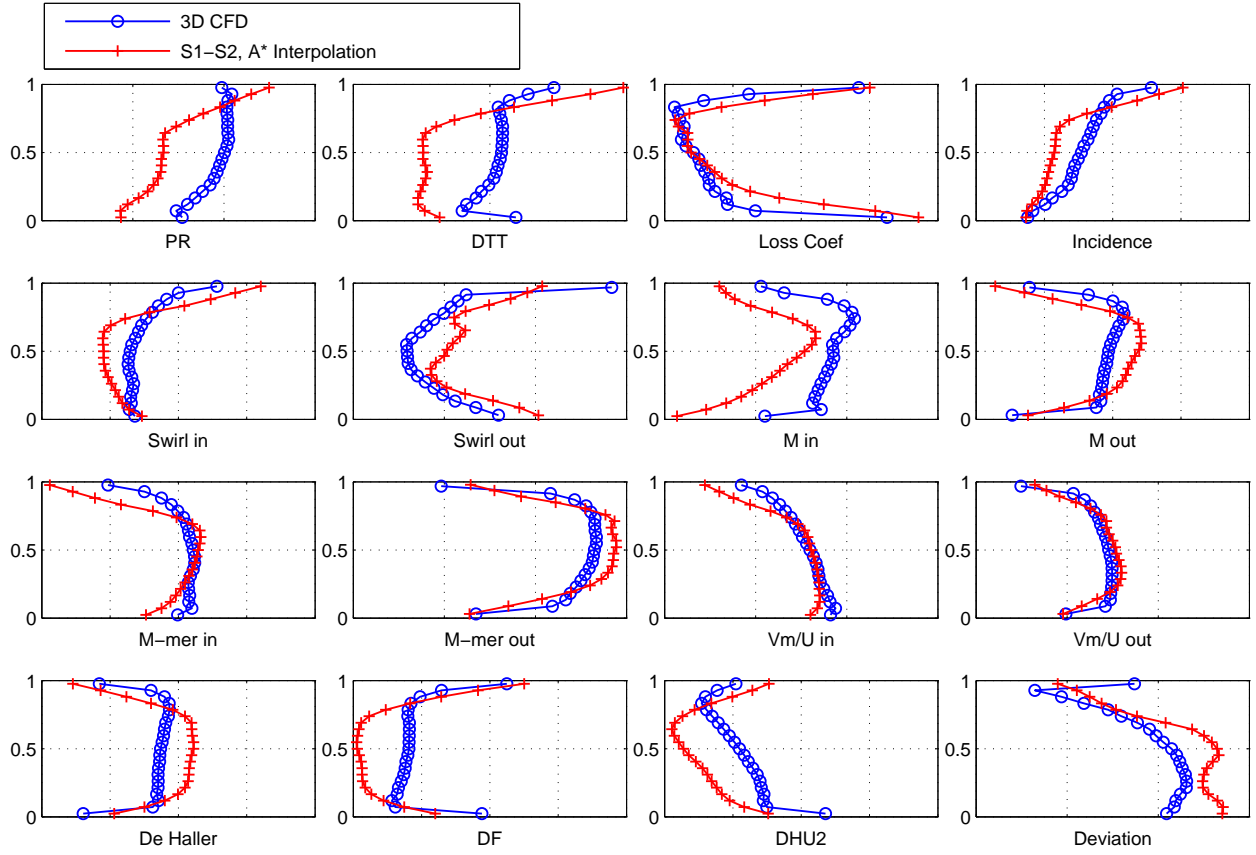 3D CFD
S1−S2, A* Interpolation
1
0.5
0
PR
1
0.5
0
DTT
1
0.5
0
Loss Coef
1
0.5
0
Incidence
1
0.5
0
Swirl in
1
0.5
0
Swirl out
1
0.5
0
M in
1
0.5
0
M out
1
0.5
0
M−mer in
1
0.5
0
M−mer out
1
0.5
0
Vm/U in
1
0.5
0
Vm/U out
1
0.5
0
De Haller
1
0.5
0
DF
1
0.5
0
DHU2
1
0.5
0
Deviation